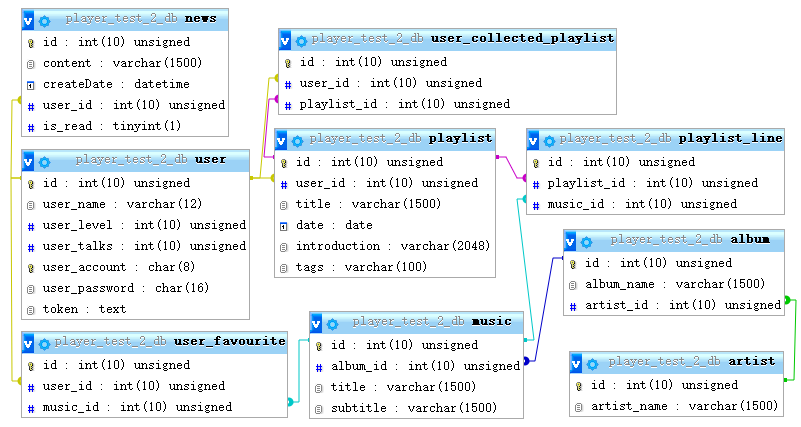 player_test_2_db news
id : int(10) unsigned
content : varchar(1500)
createDate : datetime
user_id : int(10) unsigned
is_read : tinyint(1)
player_test_2_db user_collected_playlist
id : int(10) unsigned
user_id : int(10) unsigned
playlist_id : int(10) unsigned
player_test_2_db user
id : int(10) unsigned
user_name : varchar(12)
user_level : int(10) unsigned
user_talks : int(10) unsigned
user_account : char(8)
user_password : char(16)
token : text
player_test_2_db playlist
id : int(10) unsigned
user_id : int(10) unsigned
title : varchar(1500)
date : date
introduction : varchar(2048)
tags : varchar(100)
player_test_2_db playlist_line
id : int(10) unsigned
playlist_id : int(10) unsigned
music_id : int(10) unsigned
player_test_2_db album
id : int(10) unsigned
album_name : varchar(1500)
artist_id : int(10) unsigned
player_test_2_db user_favourite
id : int(10) unsigned
user_id : int(10) unsigned
music_id : int(10) unsigned
player_test_2_db music
id : int(10) unsigned
album_id : int(10) unsigned
title : varchar(1500)
subtitle : varchar(1500)
player_test_2_db artist
id : int(10) unsigned
artist_name : varchar(1500)